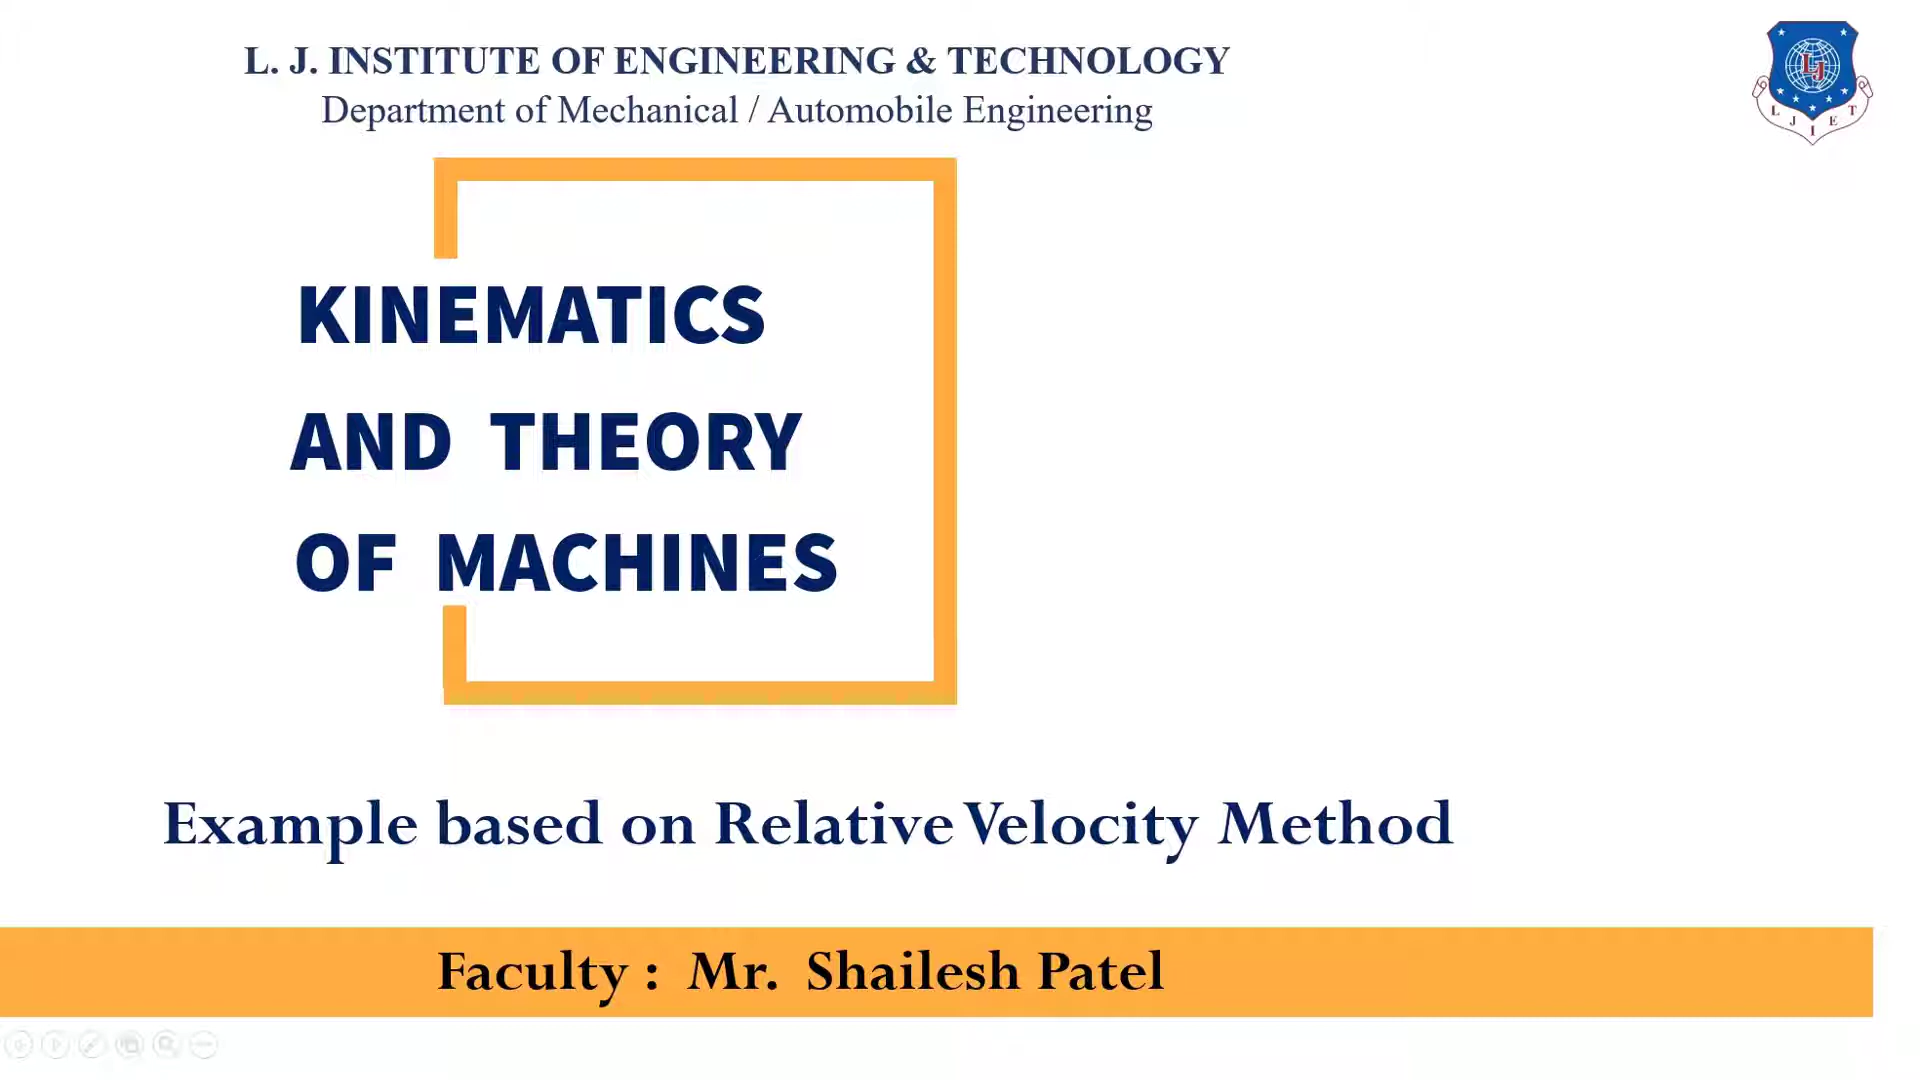 L. J. INSTITUTE OF ENGINEERING & TECHNOLOGY
Department of Mechanical / Automobile Engineering
LJ
L J I E T
KINEMATICS
AND THEORY
OF MACHINES
Example based on Relative Velocity Method
Faculty : Mr. Shailesh Patel